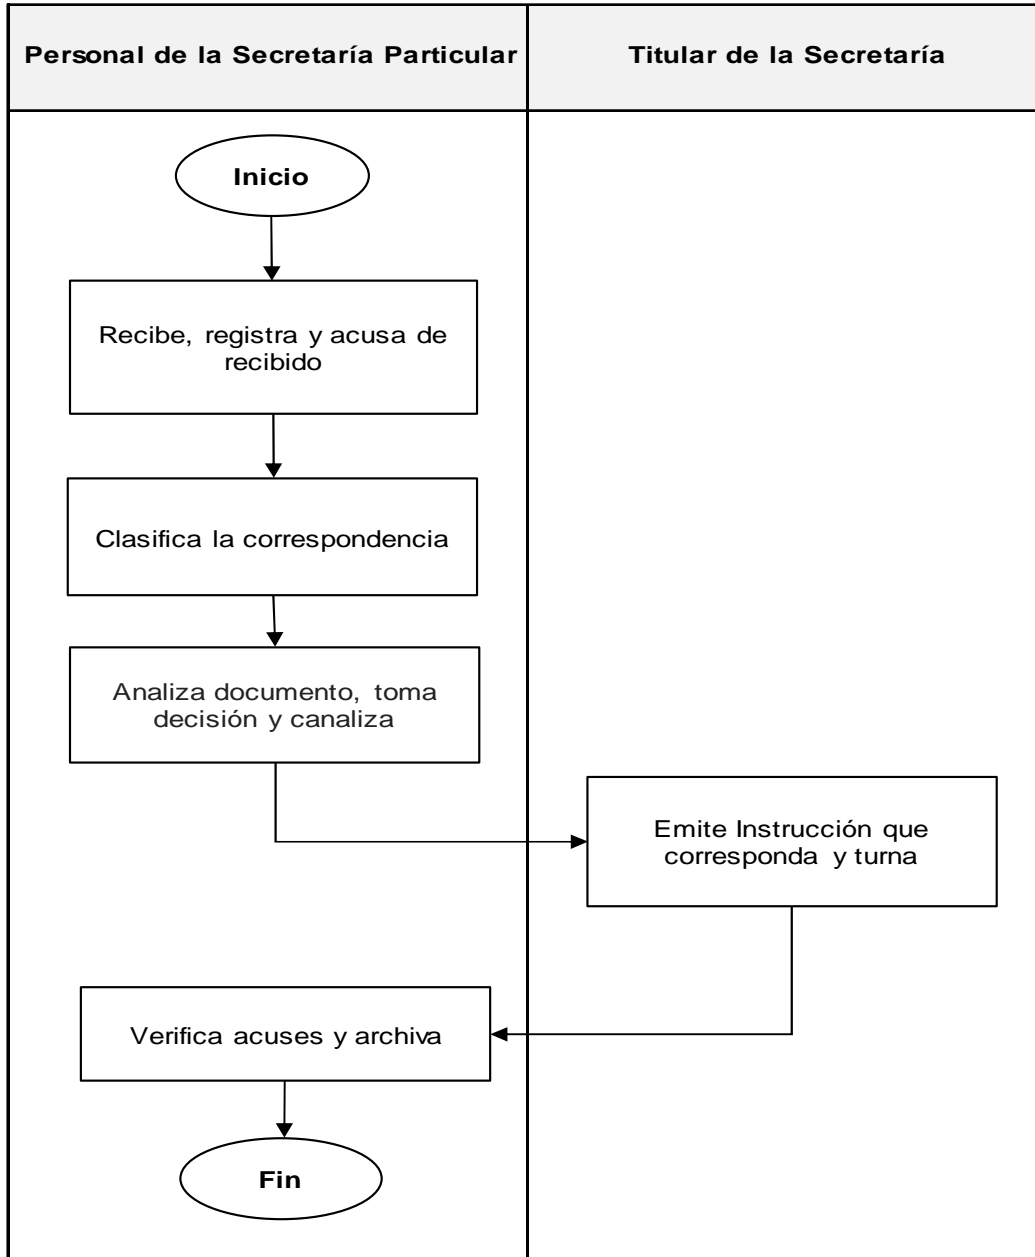 Personal de la Secretaría Particular
Titular de la Secretaría
Inicio
Recibe, registra y acusa de
recibido
Clasifica la correspondencia
Analiza documento, toma
decisión y canaliza
Emite Instrucción que
corresponda y turna
Verifica acuses y archiva
Fin